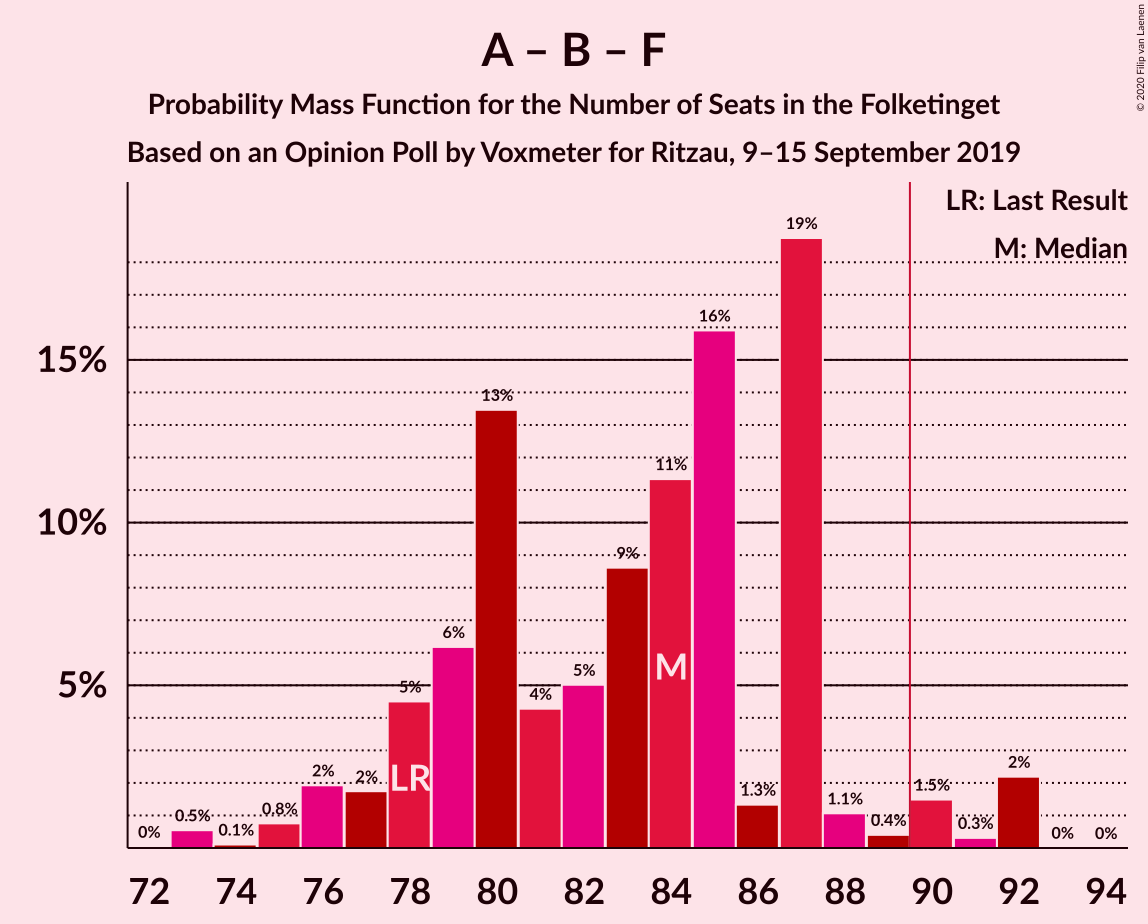 A – B – F
Probability Mass Function for the Number of Seats in the Folketinget
Based on an Opinion Poll by Voxmeter for Ritzau, 9–15 September 2019
© 2020 Filip van Laenen
LR: Last Result
M: Median
15%
10%
5%
0%
0.5%
0.1%
0.8%
2%
2%
5%
6%
13%
4%
5%
9%
11%
16%
1.3%
19%
1.1%
0.4%
1.5%
0.3%
2%
0%
0%
LR
M
72 74 76 78 80 82 84 86 88 90 92 94